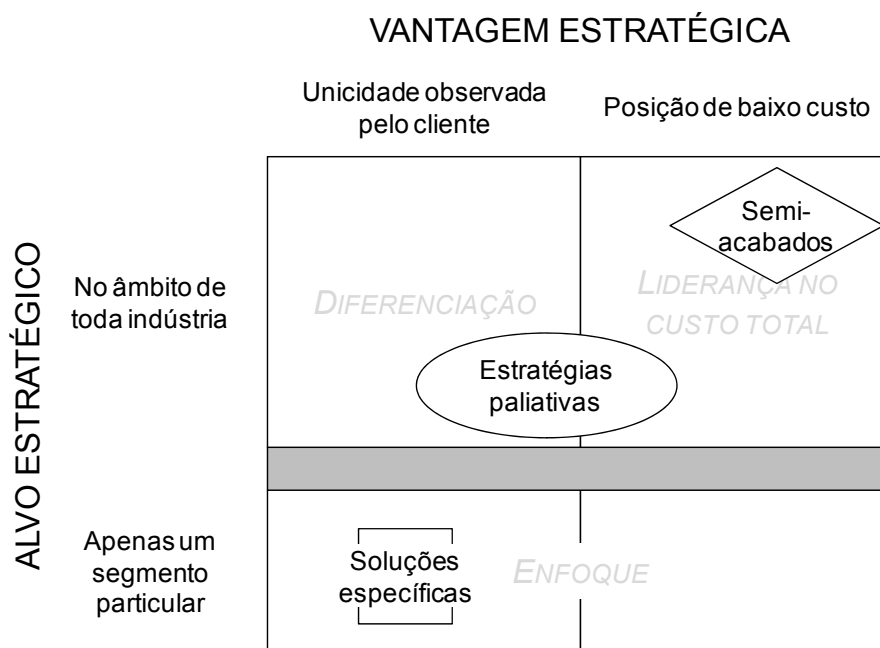 VANTAGEM ESTRATÉGICA
Unicidade observada
pelo cliente
Posição de baixo custo
ALVO ESTRATÉGICO
No âmbito de
toda indústria
DIFERENCIAÇÃO
Semi-
acabados
LIDERANÇA NO
CUSTO TOTAL
Estratégias
paliativas
Apenas um
segmento
particular
Soluções
específicas
ENFOQUE